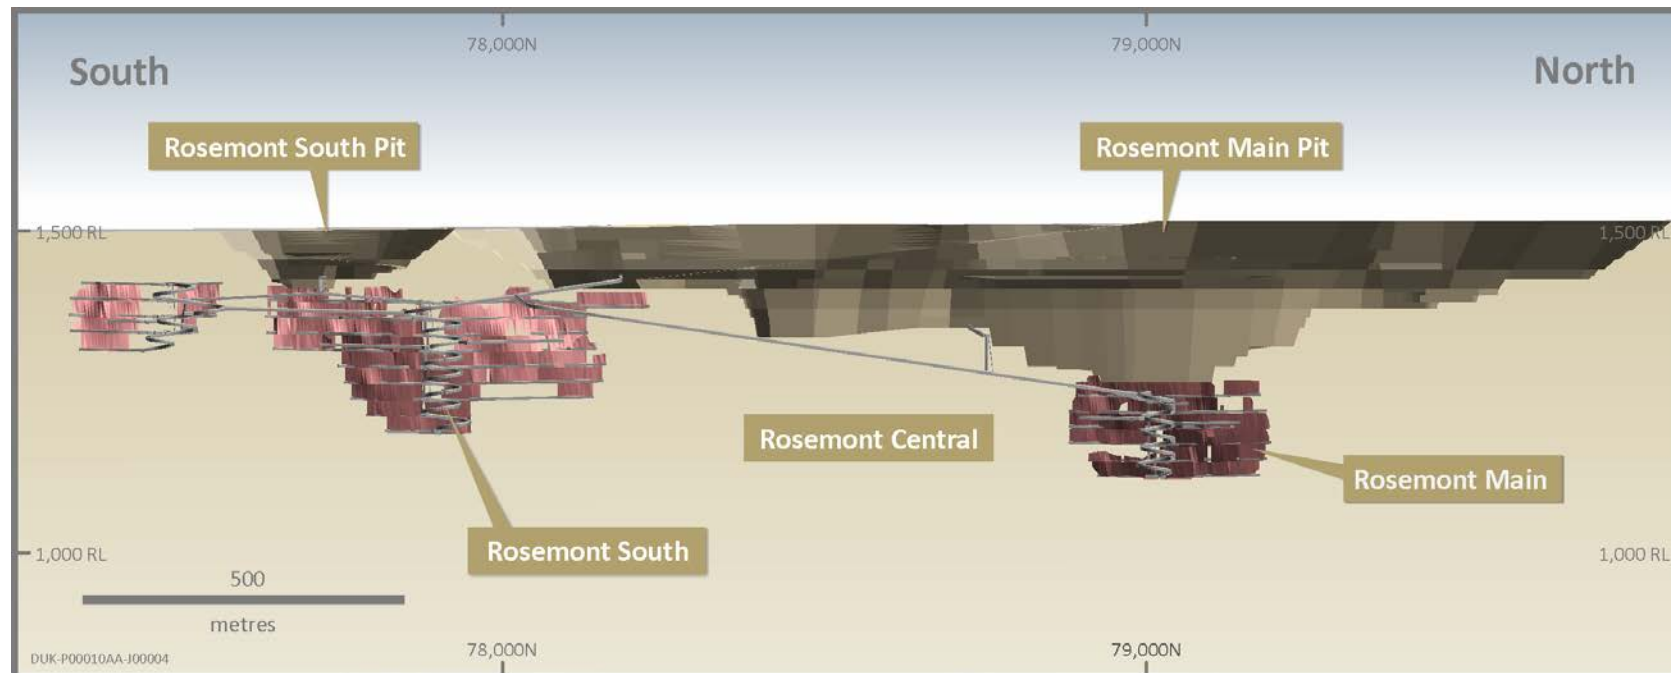 78,000N
79,000N
South
North
Rosemont South Pit
Rosemont Main Pit
1,500 RL
1,500 RL
Rosemont Central
Rosemont Main
Rosemont South
1,000 RL
1,000 RL
500
metres
78,000N
79,000N
DUK-P00010AA-J00004